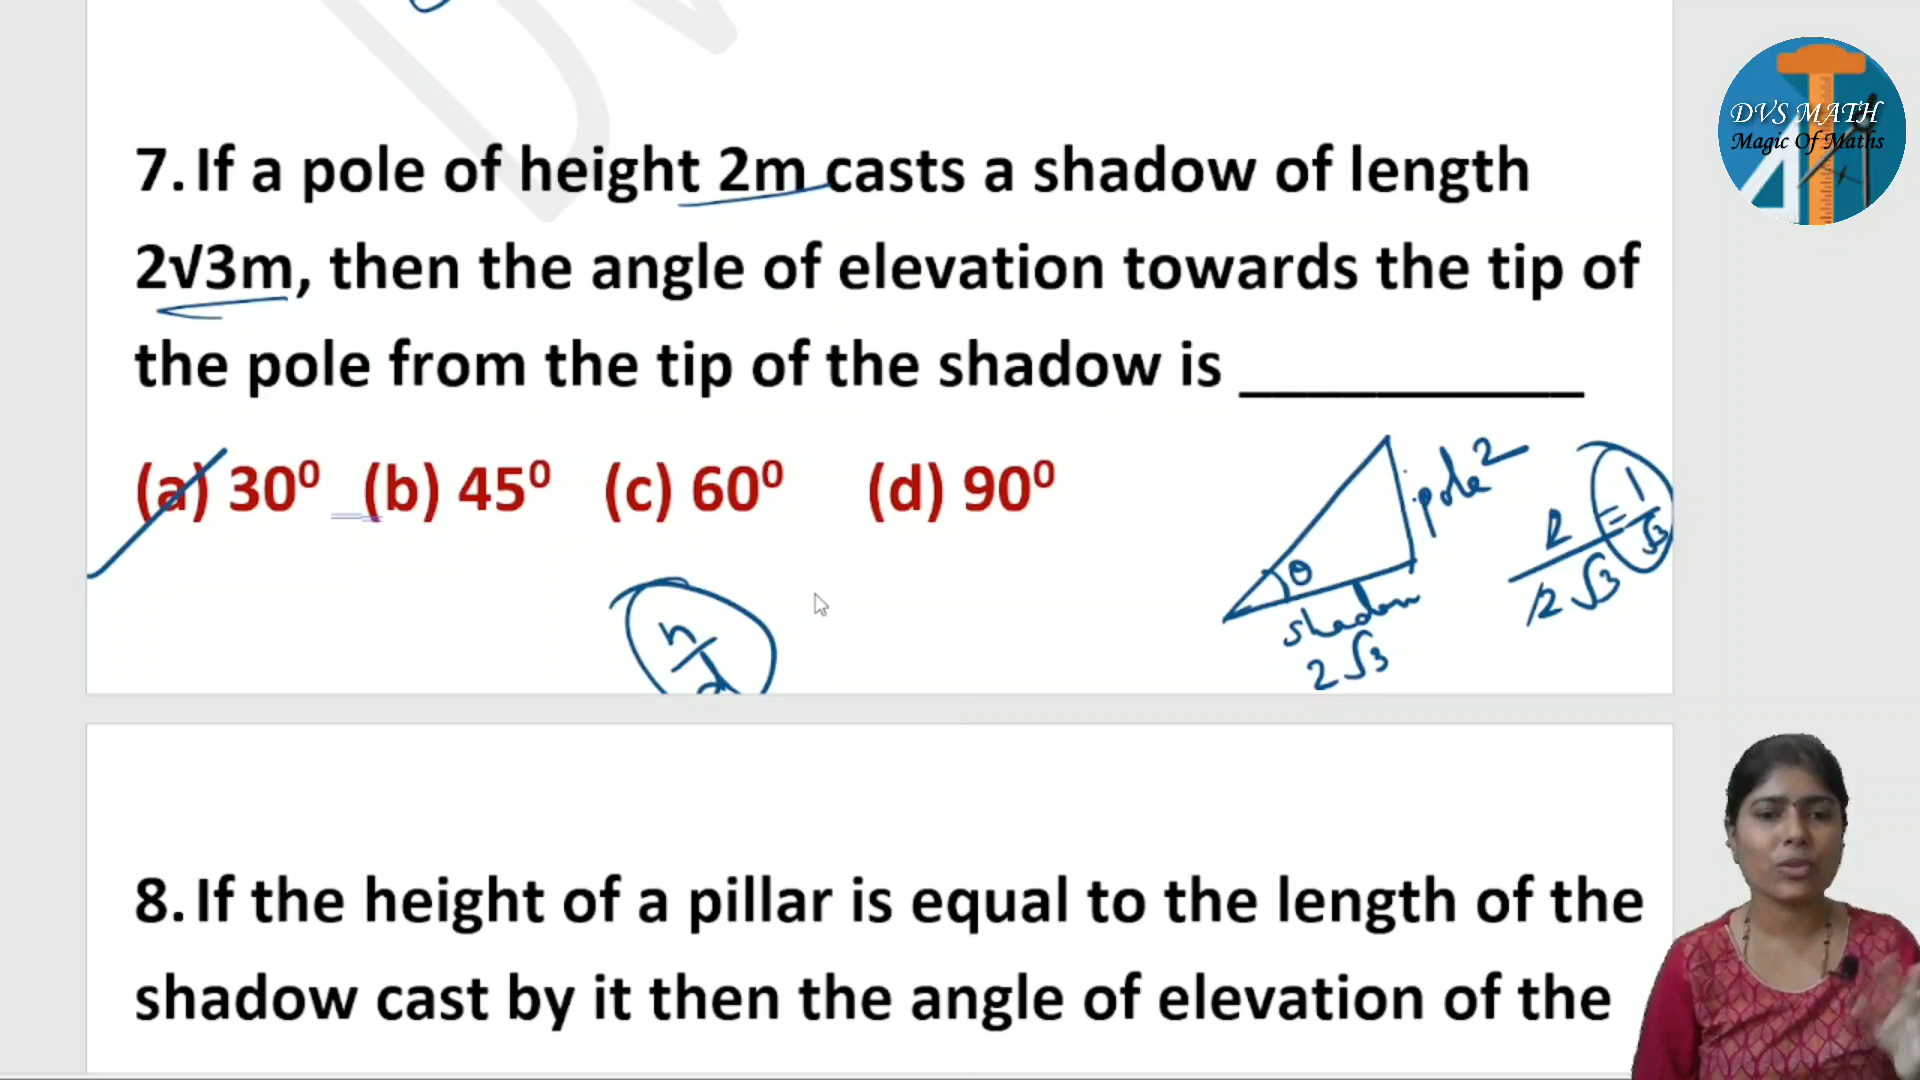 DVS MATH
Magic Of Maths
7. If a pole of height 2m casts a shadow of length
2√3m, then the angle of elevation towards the tip of
the pole from the tip of the shadow is __________
(a) 30⁰ (b) 45⁰ (c) 60⁰ (d) 90⁰
pole 2
θ
shadow
2√3
2/2√3 = 1/√3
h/d
8. If the height of a pillar is equal to the length of the
shadow cast by it then the angle of elevation of the